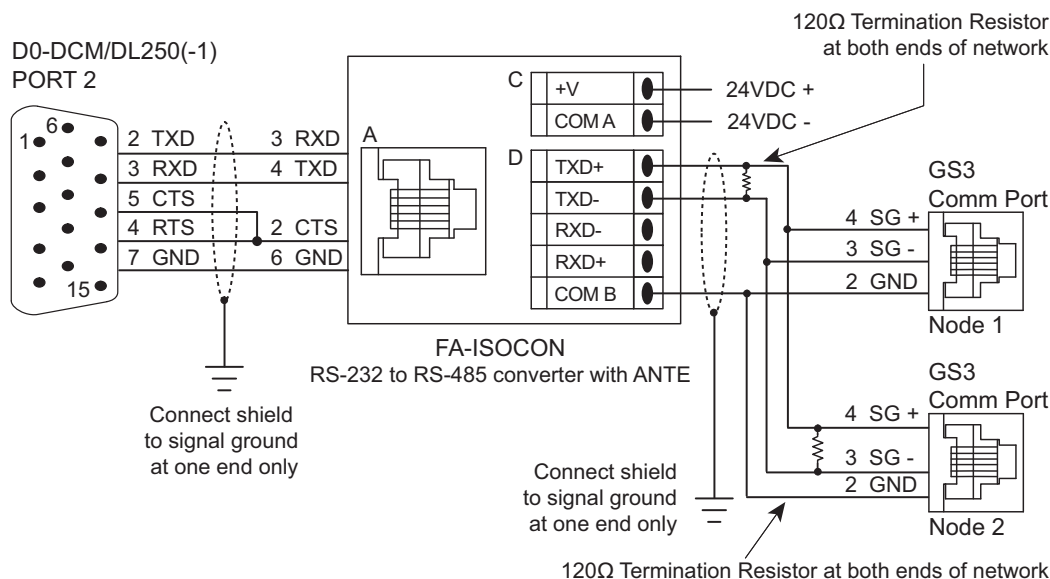 D0-DCM/DL250(-1)
PORT 2
1
6
15
2 TXD
3 RXD
5 CTS
4 RTS
7 GND
3 RXD
4 TXD
2 CTS
6 GND
Connect shield
to signal ground
at one end only
A
C
+V
COM A
D
TXD+
TXD-
RXD-
RXD+
COM B
24VDC +
24VDC -
FA-ISOCON
RS-232 to RS-485 converter with ANTE
120Ω Termination Resistor
at both ends of network
GS3
Comm Port
4 SG +
3 SG -
2 GND
Node 1
GS3
Comm Port
4 SG +
3 SG -
2 GND
Node 2
Connect shield
to signal ground
at one end only
120Ω Termination Resistor at both ends of network